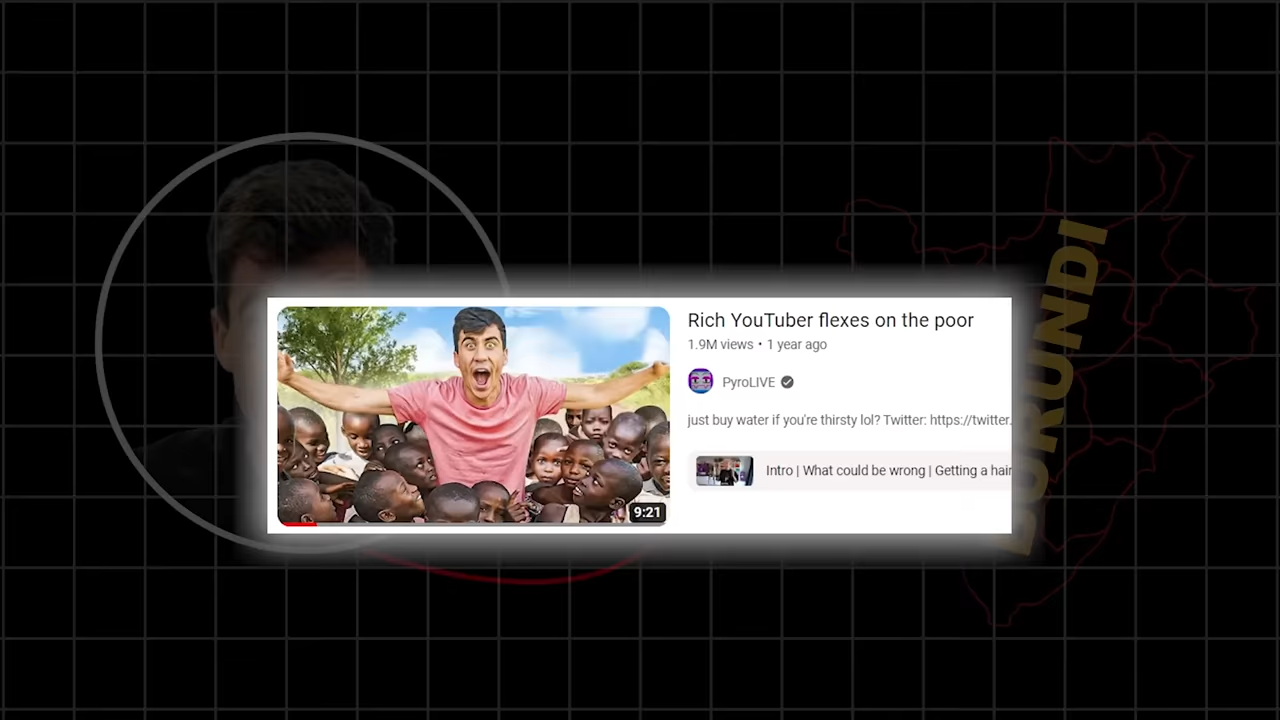 Rich YouTuber flexes on the poor
1.9M views • 1 year ago
PyroLIVE
just buy water if you're thirsty lol? Twitter: https://twitter.
Intro | What could be wrong | Getting a hair
9:21
BURUNDI